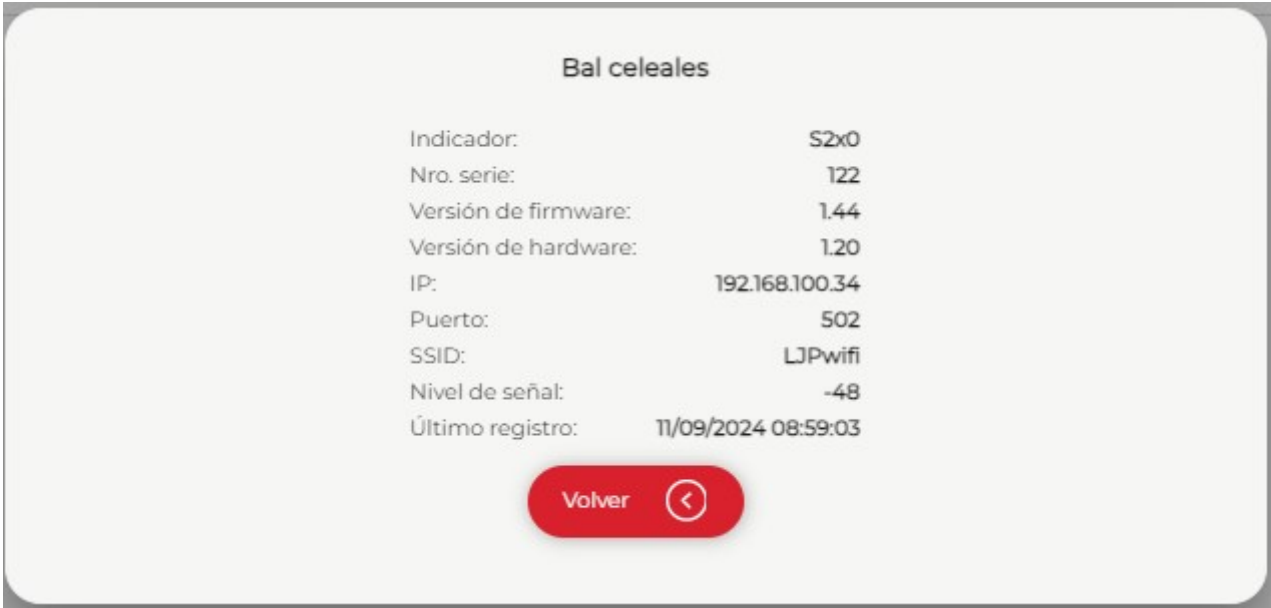 Bal celeales
Indicador: S2x0
Nro. serie: 122
Versión de firmware: 1.44
Versión de hardware: 1.20
IP: 192.168.100.34
Puerto: 502
SSID: LJPwifi
Nivel de señal: -48
Último registro: 11/09/2024 08:59:03
Volver